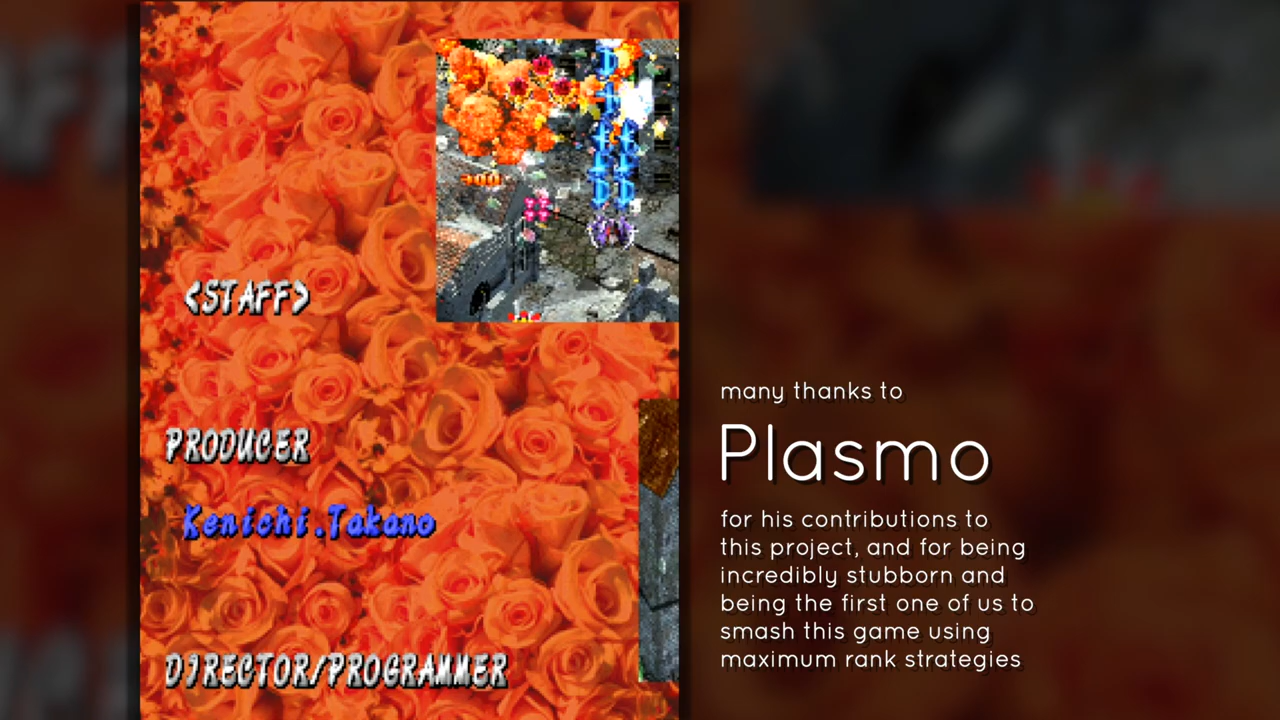 <STAFF>
PRODUCER
Kenichi.Takano
DIRECTOR/PROGRAMMER
many thanks to
Plasmo
for his contributions to
this project, and for being
incredibly stubborn and
being the first one of us to
smash this game using
maximum rank strategies